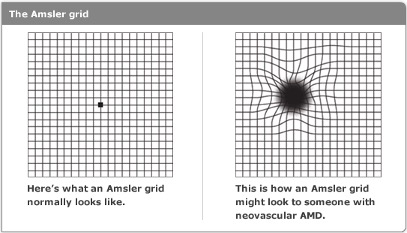 The Amsler grid
Here's what an Amsler grid
normally looks like.
This is how an Amsler grid
might look to someone with
neovascular AMD.